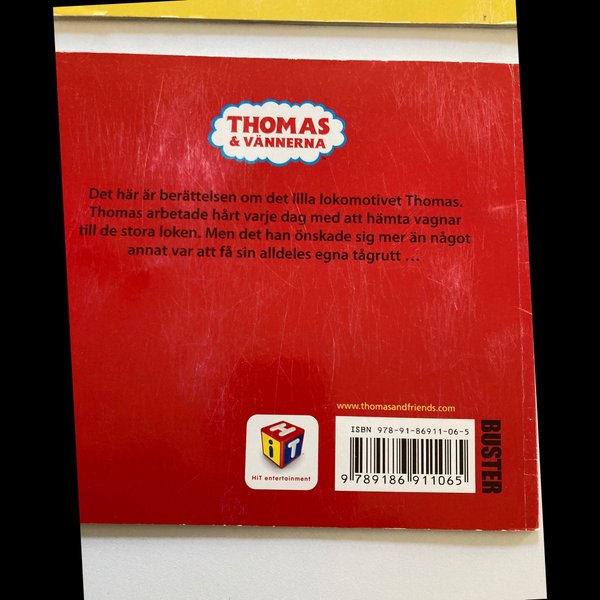 THOMAS
& VÄNNERNA
Det här är berättelsen om det lilla lokomotivet Thomas.
Thomas arbetade hårt varje dag med att hämta vagnar
till de stora loken. Men det han önskade sig mer än något
annat var att få sin alldeles egna tågrutt ...
www.thomasandfriends.com
HiT
HiT entertainment
ISBN 978-91-86911-06-5
9 789186 911065
BUSTER